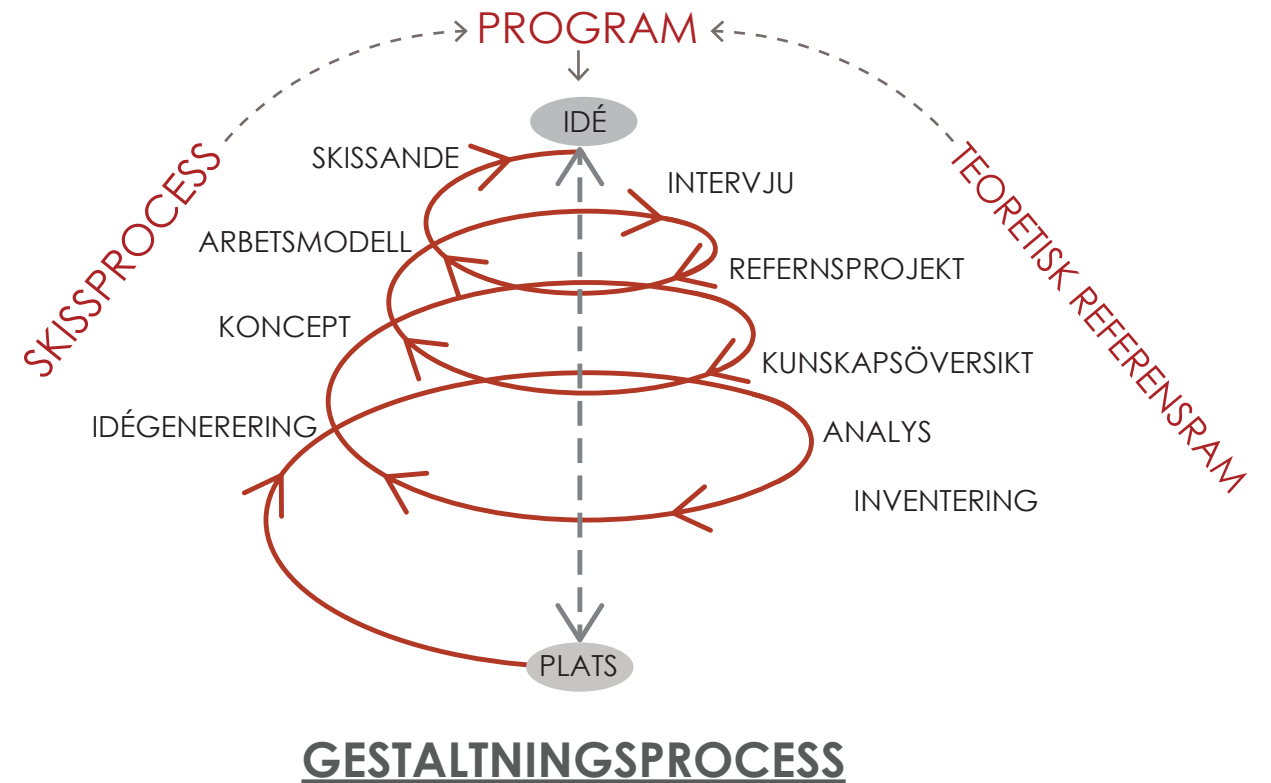 PROGRAM
IDÉ
SKISSANDE
INTERVJU
SKISSPROCESS
TEORETISK REFERENSRAM
ARBETSMODELL
REFERNSPROJEKT
KONCEPT
KUNSKAPSÖVERSIKT
IDÉGENERERING
ANALYS
INVENTERING
PLATS
GESTALTNINGSPROCESS